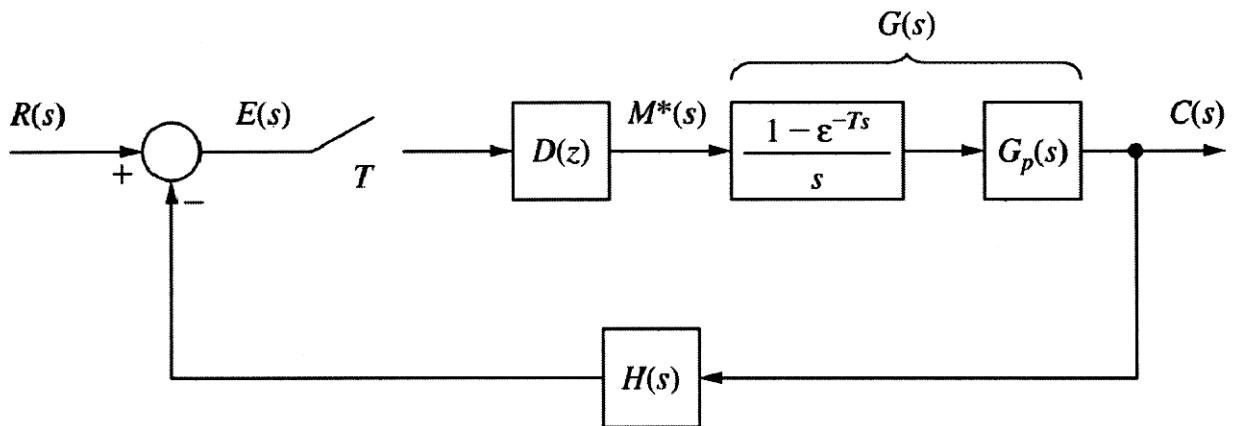 G(s)
R(s)
E(s)
M*(s)
C(s)
+
−
T
D(z)
1 − ε^{−Ts}
s
G_p(s)
H(s)